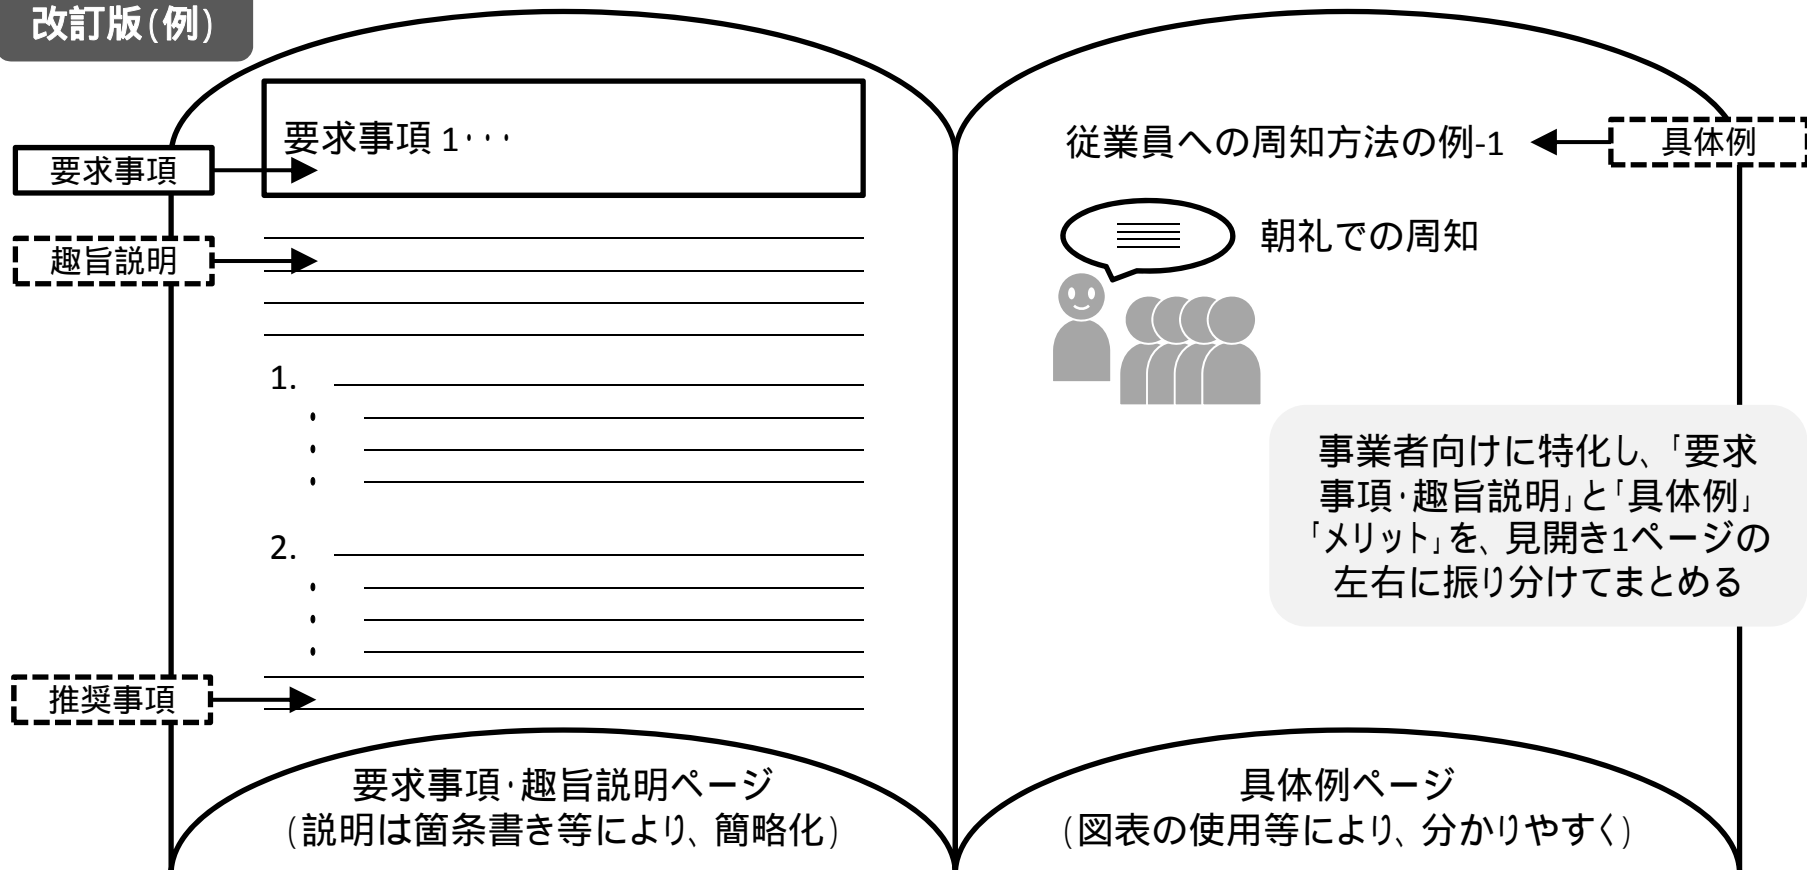 改訂版(例)
要求事項
要求事項 1･･･
趣旨説明
1.
・
・
・
2.
・
・
・
推奨事項
要求事項･趣旨説明ページ
(説明は箇条書き等により、簡略化)
従業員への周知方法の例-1
具体例
朝礼での周知
事業者向けに特化し、｢要求
事項･趣旨説明｣と｢具体例｣
｢メリット｣を、見開き1ページの
左右に振り分けてまとめる
具体例ページ
(図表の使用等により、分かりやすく)